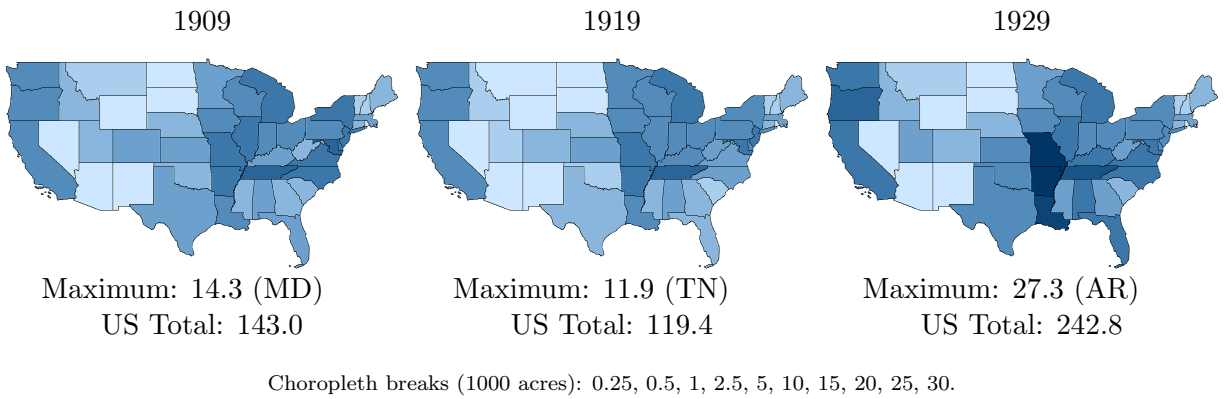 1909 1919 1929
Maximum: 14.3 (MD) Maximum: 11.9 (TN) Maximum: 27.3 (AR)
US Total: 143.0 US Total: 119.4 US Total: 242.8
Choropleth breaks (1000 acres): 0.25, 0.5, 1, 2.5, 5, 10, 15, 20, 25, 30.